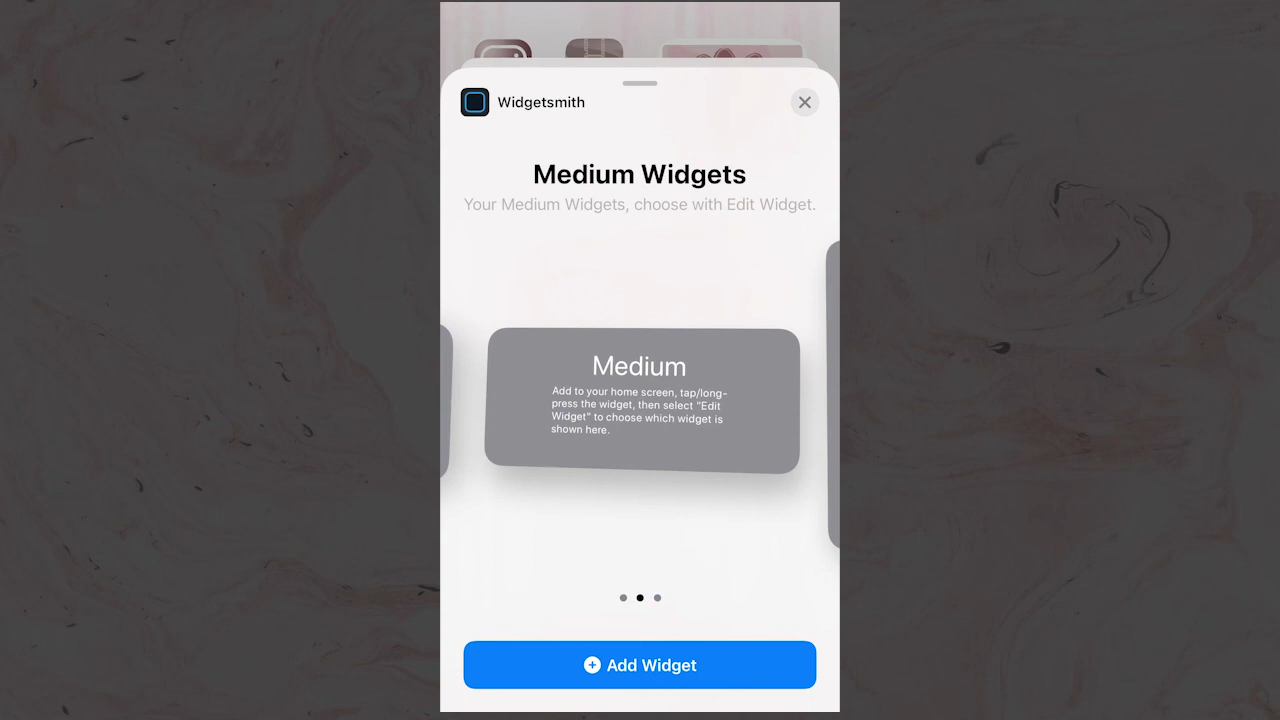 Widgetsmith
Medium Widgets
Your Medium Widgets, choose with Edit Widget.
Medium
Add to your home screen, tap/long-
press the widget, then select "Edit
Widget" to choose which widget is
shown here.
Add Widget